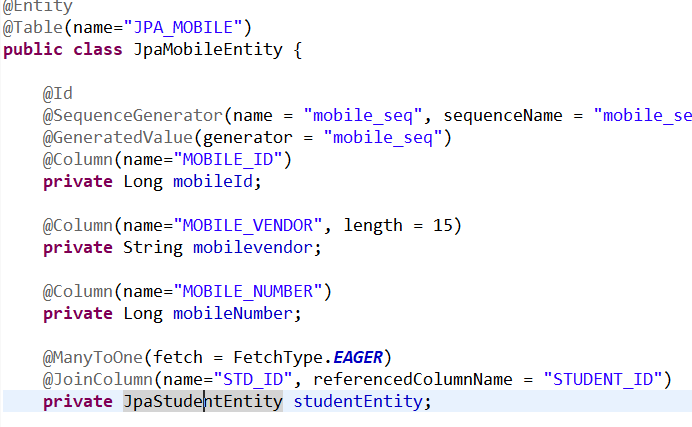 @Entity
@Table(name="JPA_MOBILE")
public class JpaMobileEntity {
@Id
@SequenceGenerator(name = "mobile_seq", sequenceName = "mobile_se
@GeneratedValue(generator = "mobile_seq")
@Column(name="MOBILE_ID")
private Long mobileId;
@Column(name="MOBILE_VENDOR", length = 15)
private String mobilevendor;
@Column(name="MOBILE_NUMBER")
private Long mobileNumber;
@ManyToOne(fetch = FetchType.EAGER)
@JoinColumn(name="STD_ID", referencedColumnName = "STUDENT_ID")
private JpaStudentEntity studentEntity;